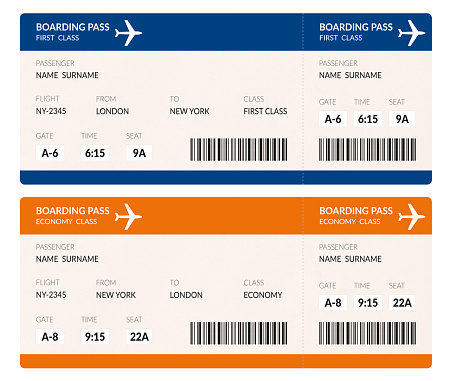 BOARDING PASS
FIRST CLASS
PASSENGER
NAME SURNAME
FLIGHT FROM TO CLASS
NY-2345 LONDON NEW YORK FIRST CLASS
GATE TIME SEAT
A-6 6:15 9A
BOARDING PASS
FIRST CLASS
PASSENGER
NAME SURNAME
GATE TIME SEAT
A-6 6:15 9A
BOARDING PASS
ECONOMY CLASS
PASSENGER
NAME SURNAME
FLIGHT FROM TO CLASS
NY-2345 NEW YORK LONDON ECONOMY
GATE TIME SEAT
A-8 9:15 22A
BOARDING PASS
ECONOMY CLASS
PASSENGER
NAME SURNAME
GATE TIME SEAT
A-8 9:15 22A